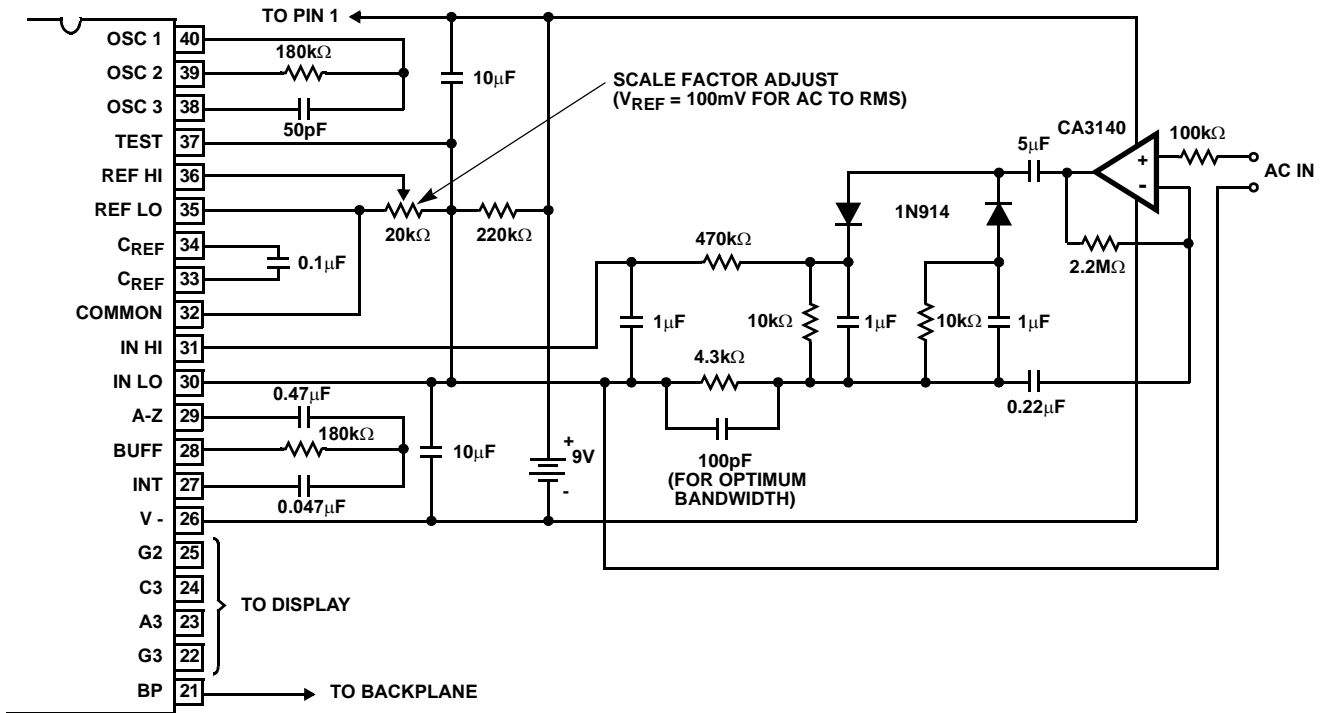 TO PIN 1
OSC 1 40
180kΩ
OSC 2 39
10μF
SCALE FACTOR ADJUST
(VREF = 100mV FOR AC TO RMS)
OSC 3 38
50pF
TEST 37
CA3140
100kΩ
5μF
+
-
AC IN
REF HI 36
REF LO 35
20kΩ
220kΩ
1N914
CREF 34
0.1μF
CREF 33
470kΩ
2.2MΩ
COMMON 32
1μF
10kΩ
1μF
10kΩ
1μF
IN HI 31
4.3kΩ
IN LO 30
0.47μF
0.22μF
A-Z 29
180kΩ
BUFF 28
10μF
+
9V
-
100pF
(FOR OPTIMUM
BANDWIDTH)
INT 27
0.047μF
V - 26
G2 25
C3 24
TO DISPLAY
A3 23
G3 22
BP 21
TO BACKPLANE